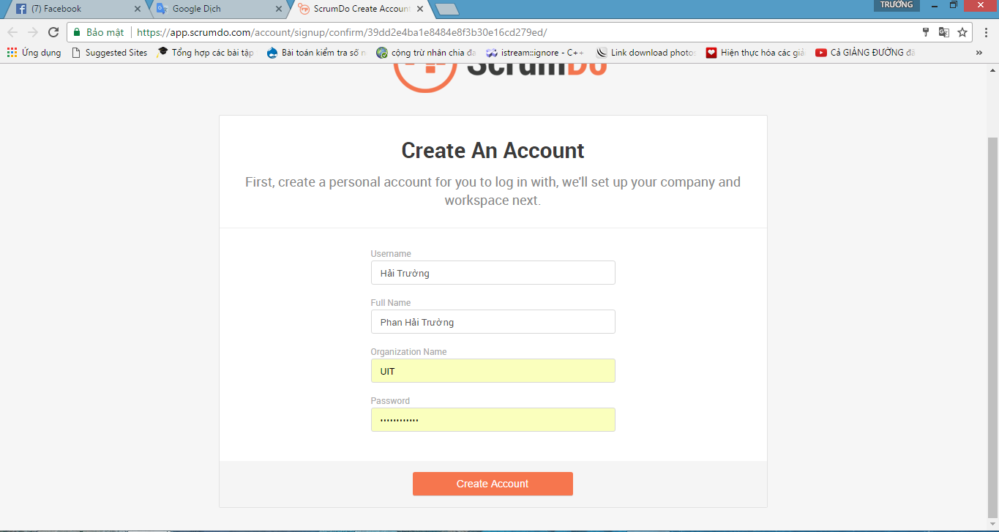 (7) Facebook
Google Dịch
ScrumDo Create Accoun
TRƯỜNG
Bảo mật
https://app.scrumdo.com/account/signup/confirm/39dd2e4ba1e8484e8f3b30e16cd279ed/
Ứng dụng
Suggested Sites
Tổng hợp các bài tập
Bài toán kiểm tra số n
cộng trừ nhân chia đa
istream::ignore - C++
Link download photo
Hiện thực hóa các giả
Cả GIẢNG ĐƯỜNG đã
»
ScrumDo
Create An Account
First, create a personal account for you to log in with, we'll set up your company and
workspace next.
Username
Hải Trường
Full Name
Phan Hải Trường
Organization Name
UIT
Password
••••••••••••
Create Account